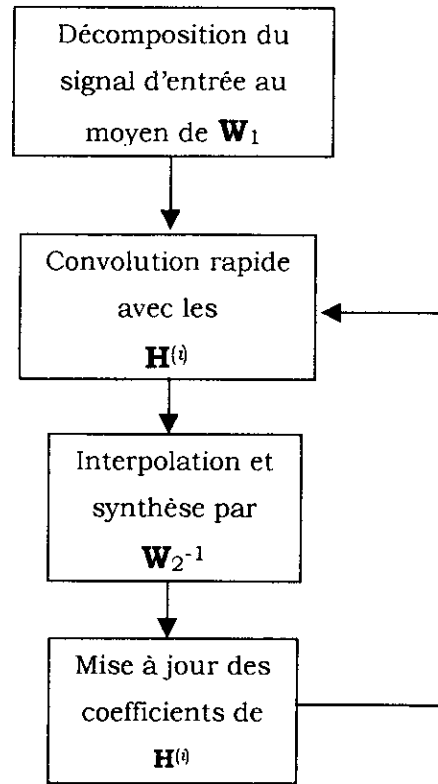 Décomposition du
signal d'entrée au
moyen de W₁
Convolution rapide
avec les
H⁽ⁱ⁾
Interpolation et
synthèse par
W₂⁻¹
Mise à jour des
coefficients de
H⁽ⁱ⁾